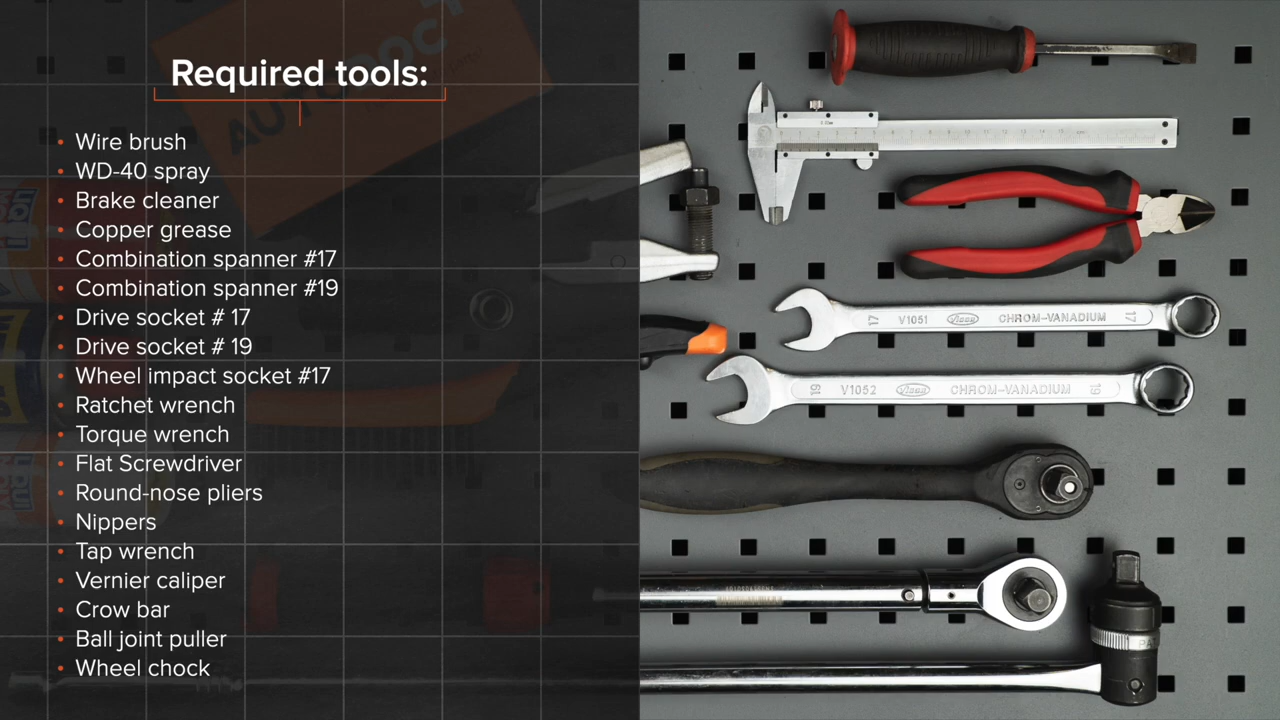 Required tools:
• Wire brush
• WD-40 spray
• Brake cleaner
• Copper grease
• Combination spanner #17
• Combination spanner #19
• Drive socket # 17
• Drive socket # 19
• Wheel impact socket #17
• Ratchet wrench
• Torque wrench
• Flat Screwdriver
• Round-nose pliers
• Nippers
• Tap wrench
• Vernier caliper
• Crow bar
• Ball joint puller
• Wheel chock
AUTODOC
17 V1051 CHROM-VANADIUM 17
19 V1052 CHROM-VANADIUM 19